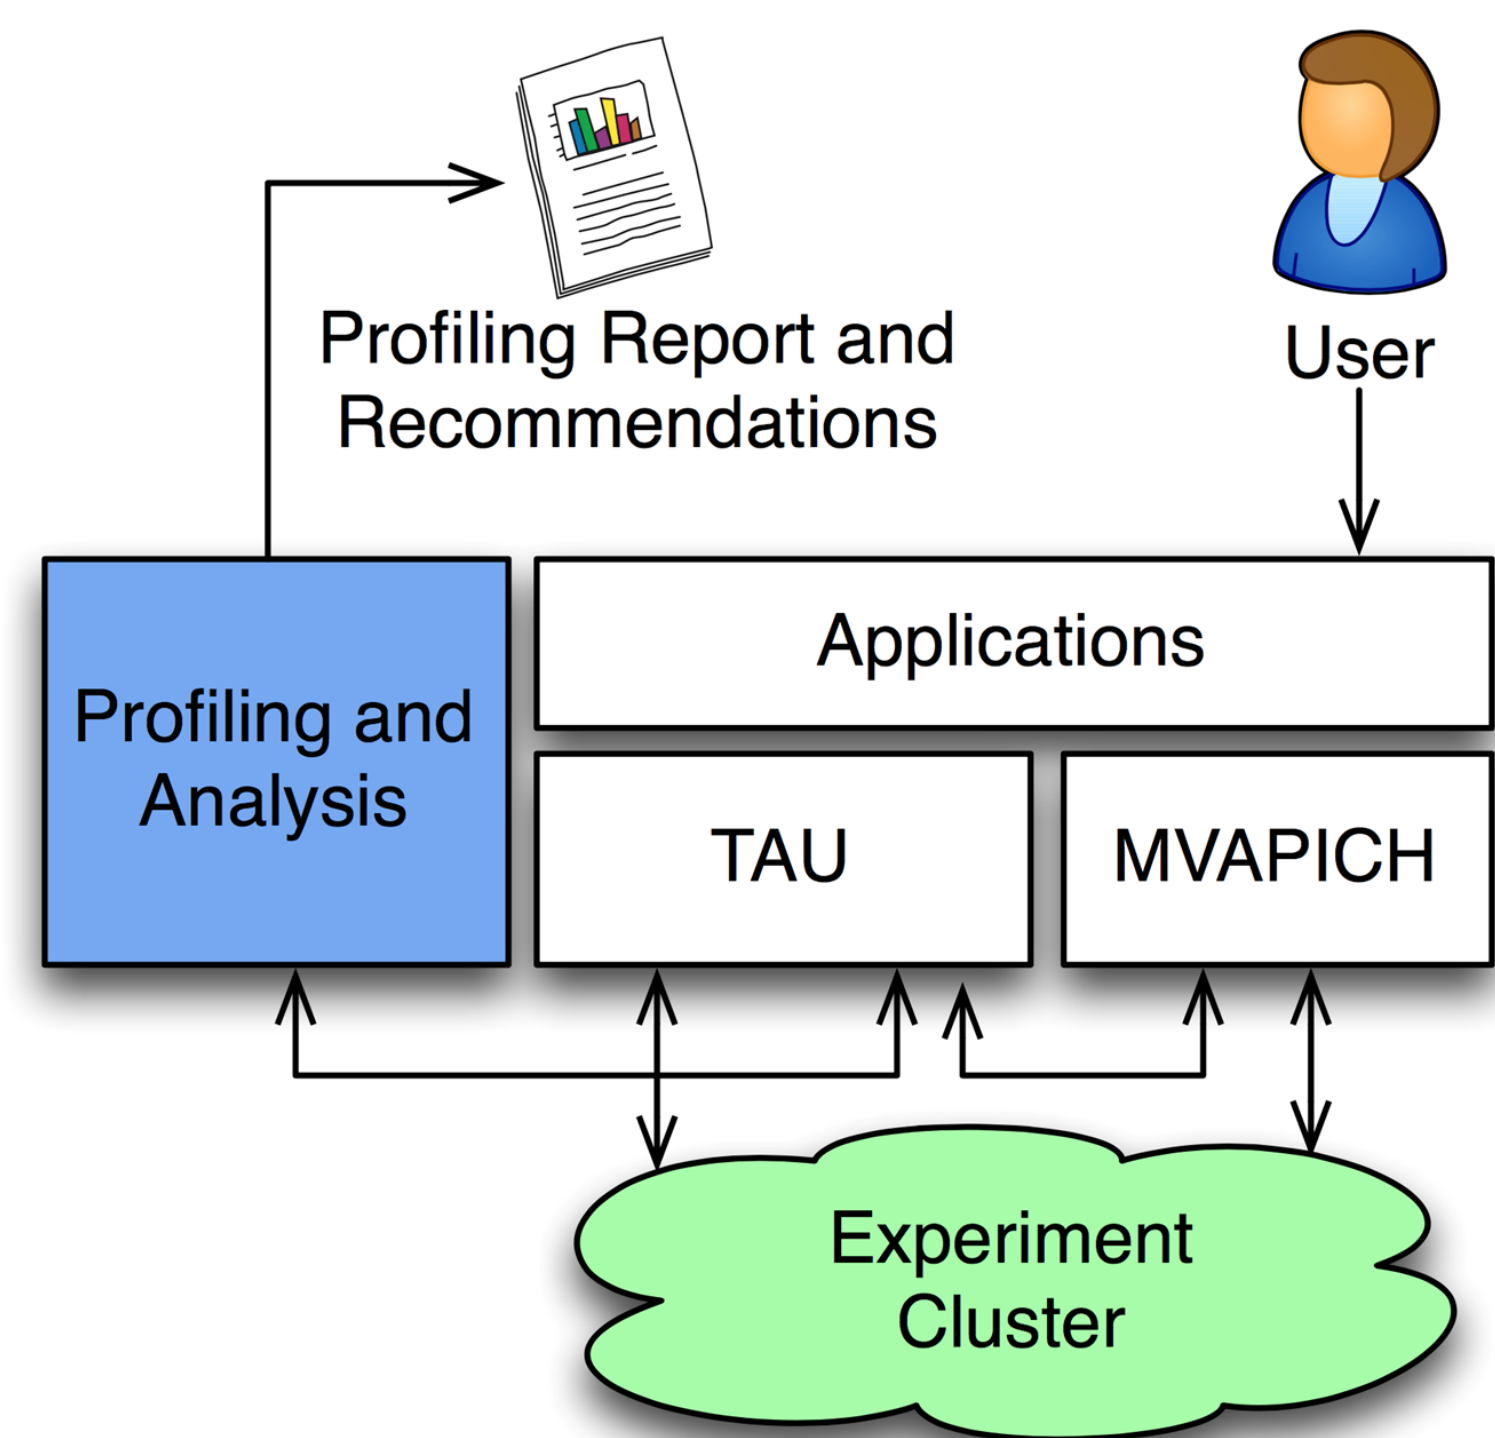 Profiling Report and
Recommendations
User
Profiling and
Analysis
Applications
TAU
MVAPICH
Experiment
Cluster